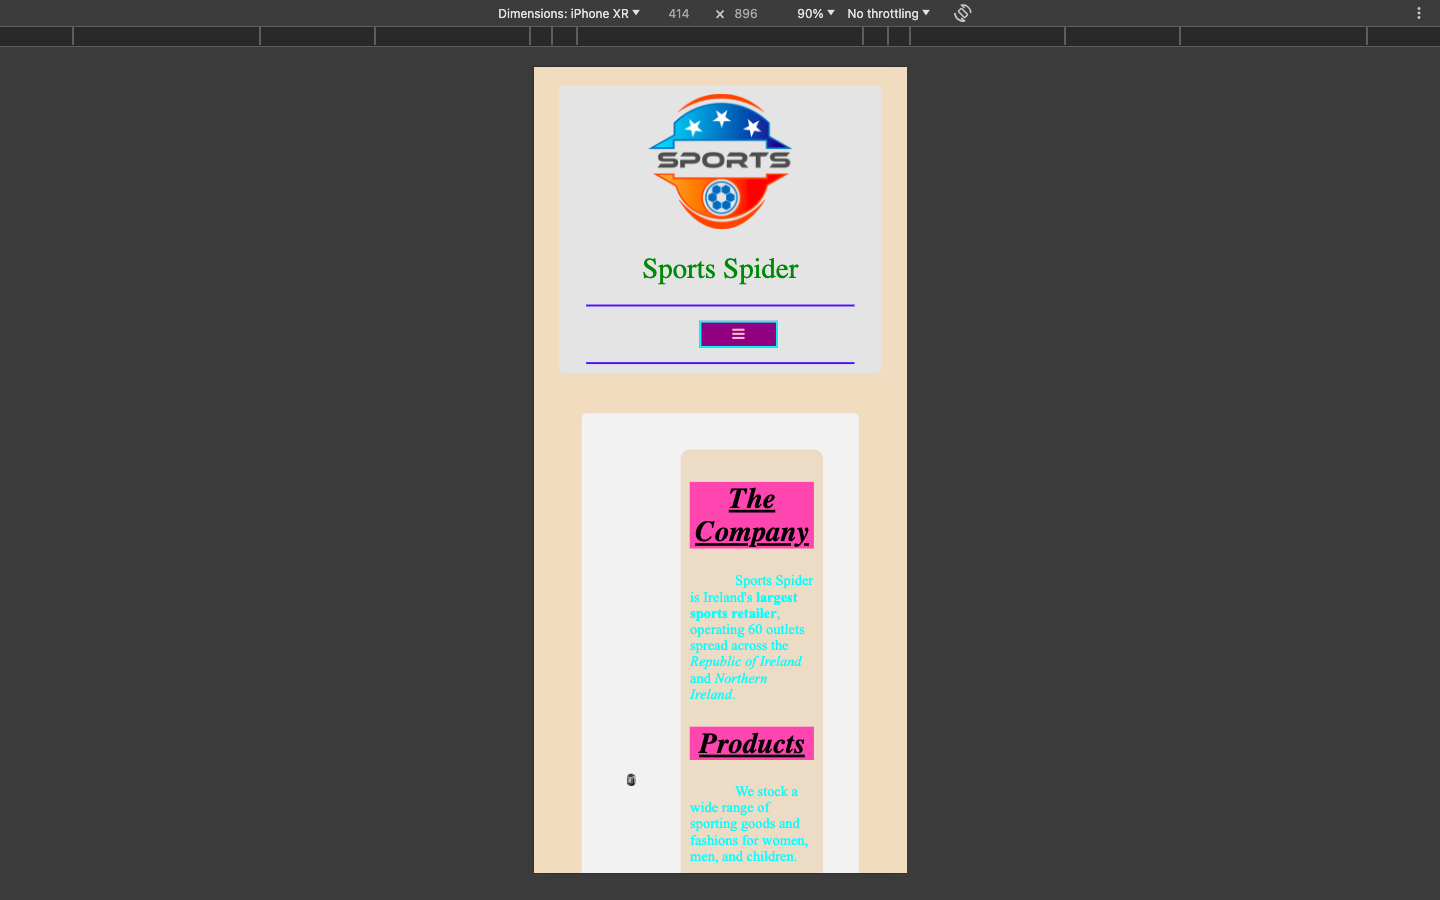 Dimensions: iPhone XR 414 × 896 90% No throttling
SPORTS
Sports Spider
The
Company
Sports Spider
is Ireland's largest
sports retailer,
operating 60 outlets
spread across the
Republic of Ireland
and Northern
Ireland.
Products
We stock a
wide range of
sporting goods and
fashions for women,
men, and children.